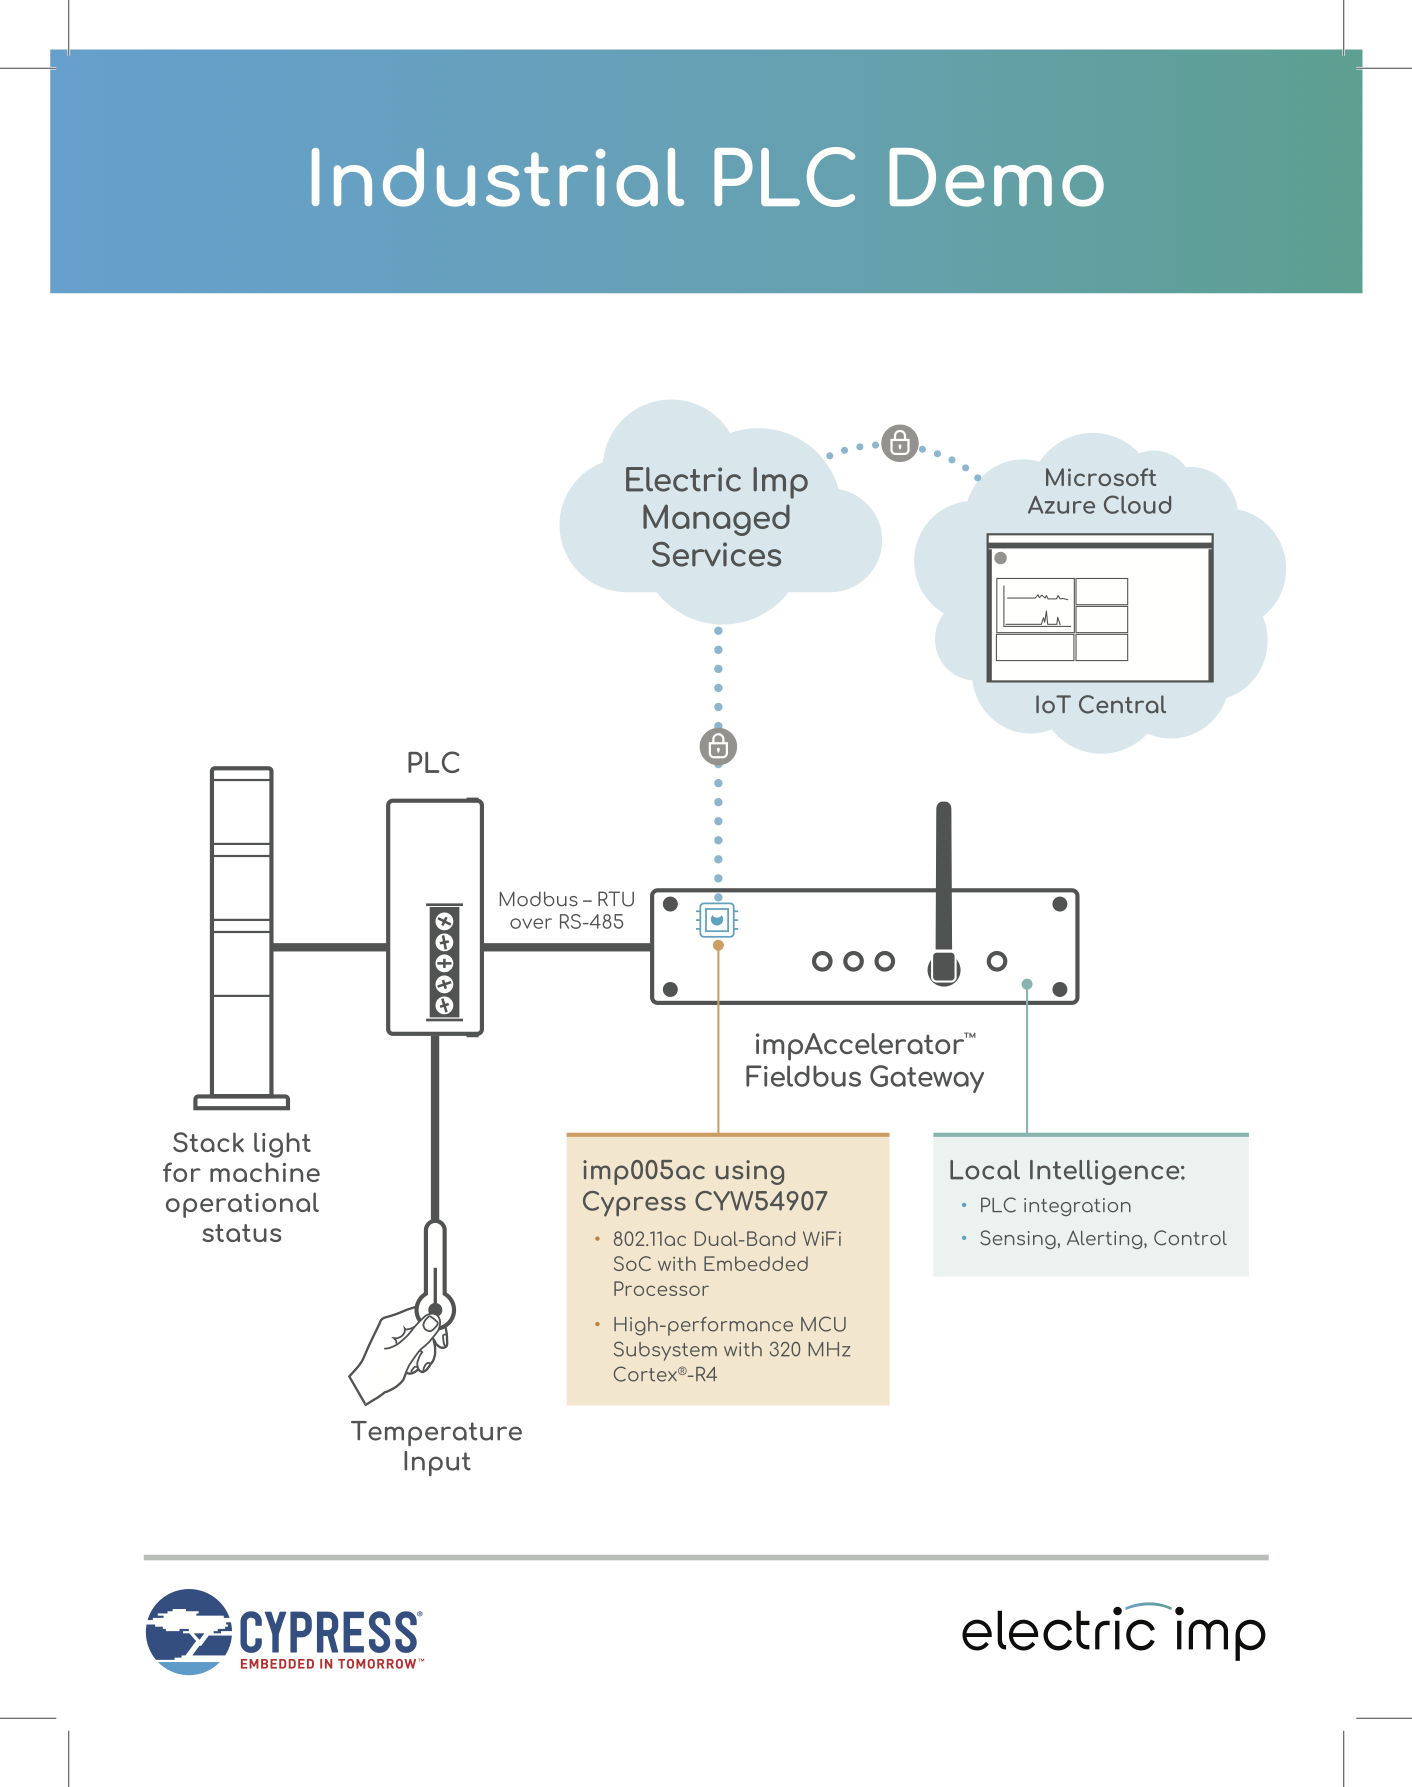 Industrial PLC Demo
Electric Imp
Managed
Services
Microsoft
Azure Cloud
IoT Central
PLC
Modbus – RTU
over RS-485
impAccelerator™
Fieldbus Gateway
Stack light
for machine
operational
status
imp005ac using
Cypress CYW54907
• 802.11ac Dual-Band WiFi
SoC with Embedded
Processor
• High-performance MCU
Subsystem with 320 MHz
Cortex®-R4
Local Intelligence:
• PLC integration
• Sensing, Alerting, Control
Temperature
Input
CYPRESS®
EMBEDDED IN TOMORROW™
electric imp